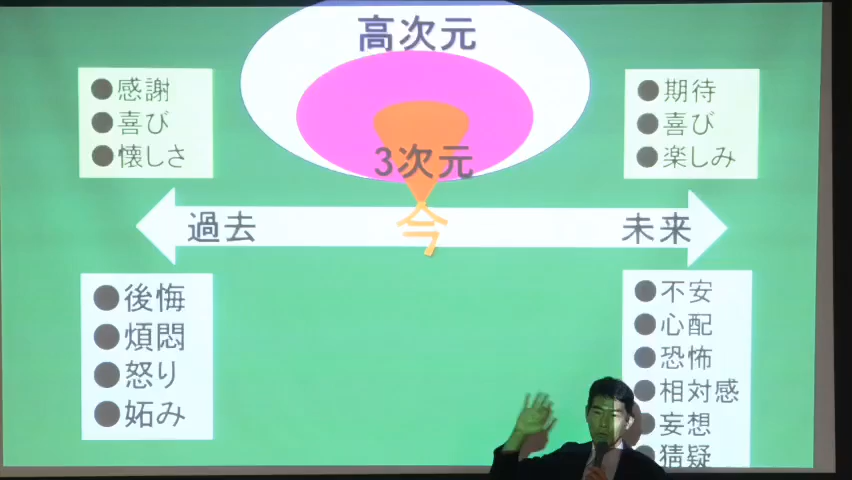 高次元
●感謝
●喜び
●懐しさ
●期待
●喜び
●楽しみ
3次元
過去
今
未来
●後悔
●煩悶
●怒り
●妬み
●不安
●心配
●恐怖
●相対感
●妄想
●猜疑